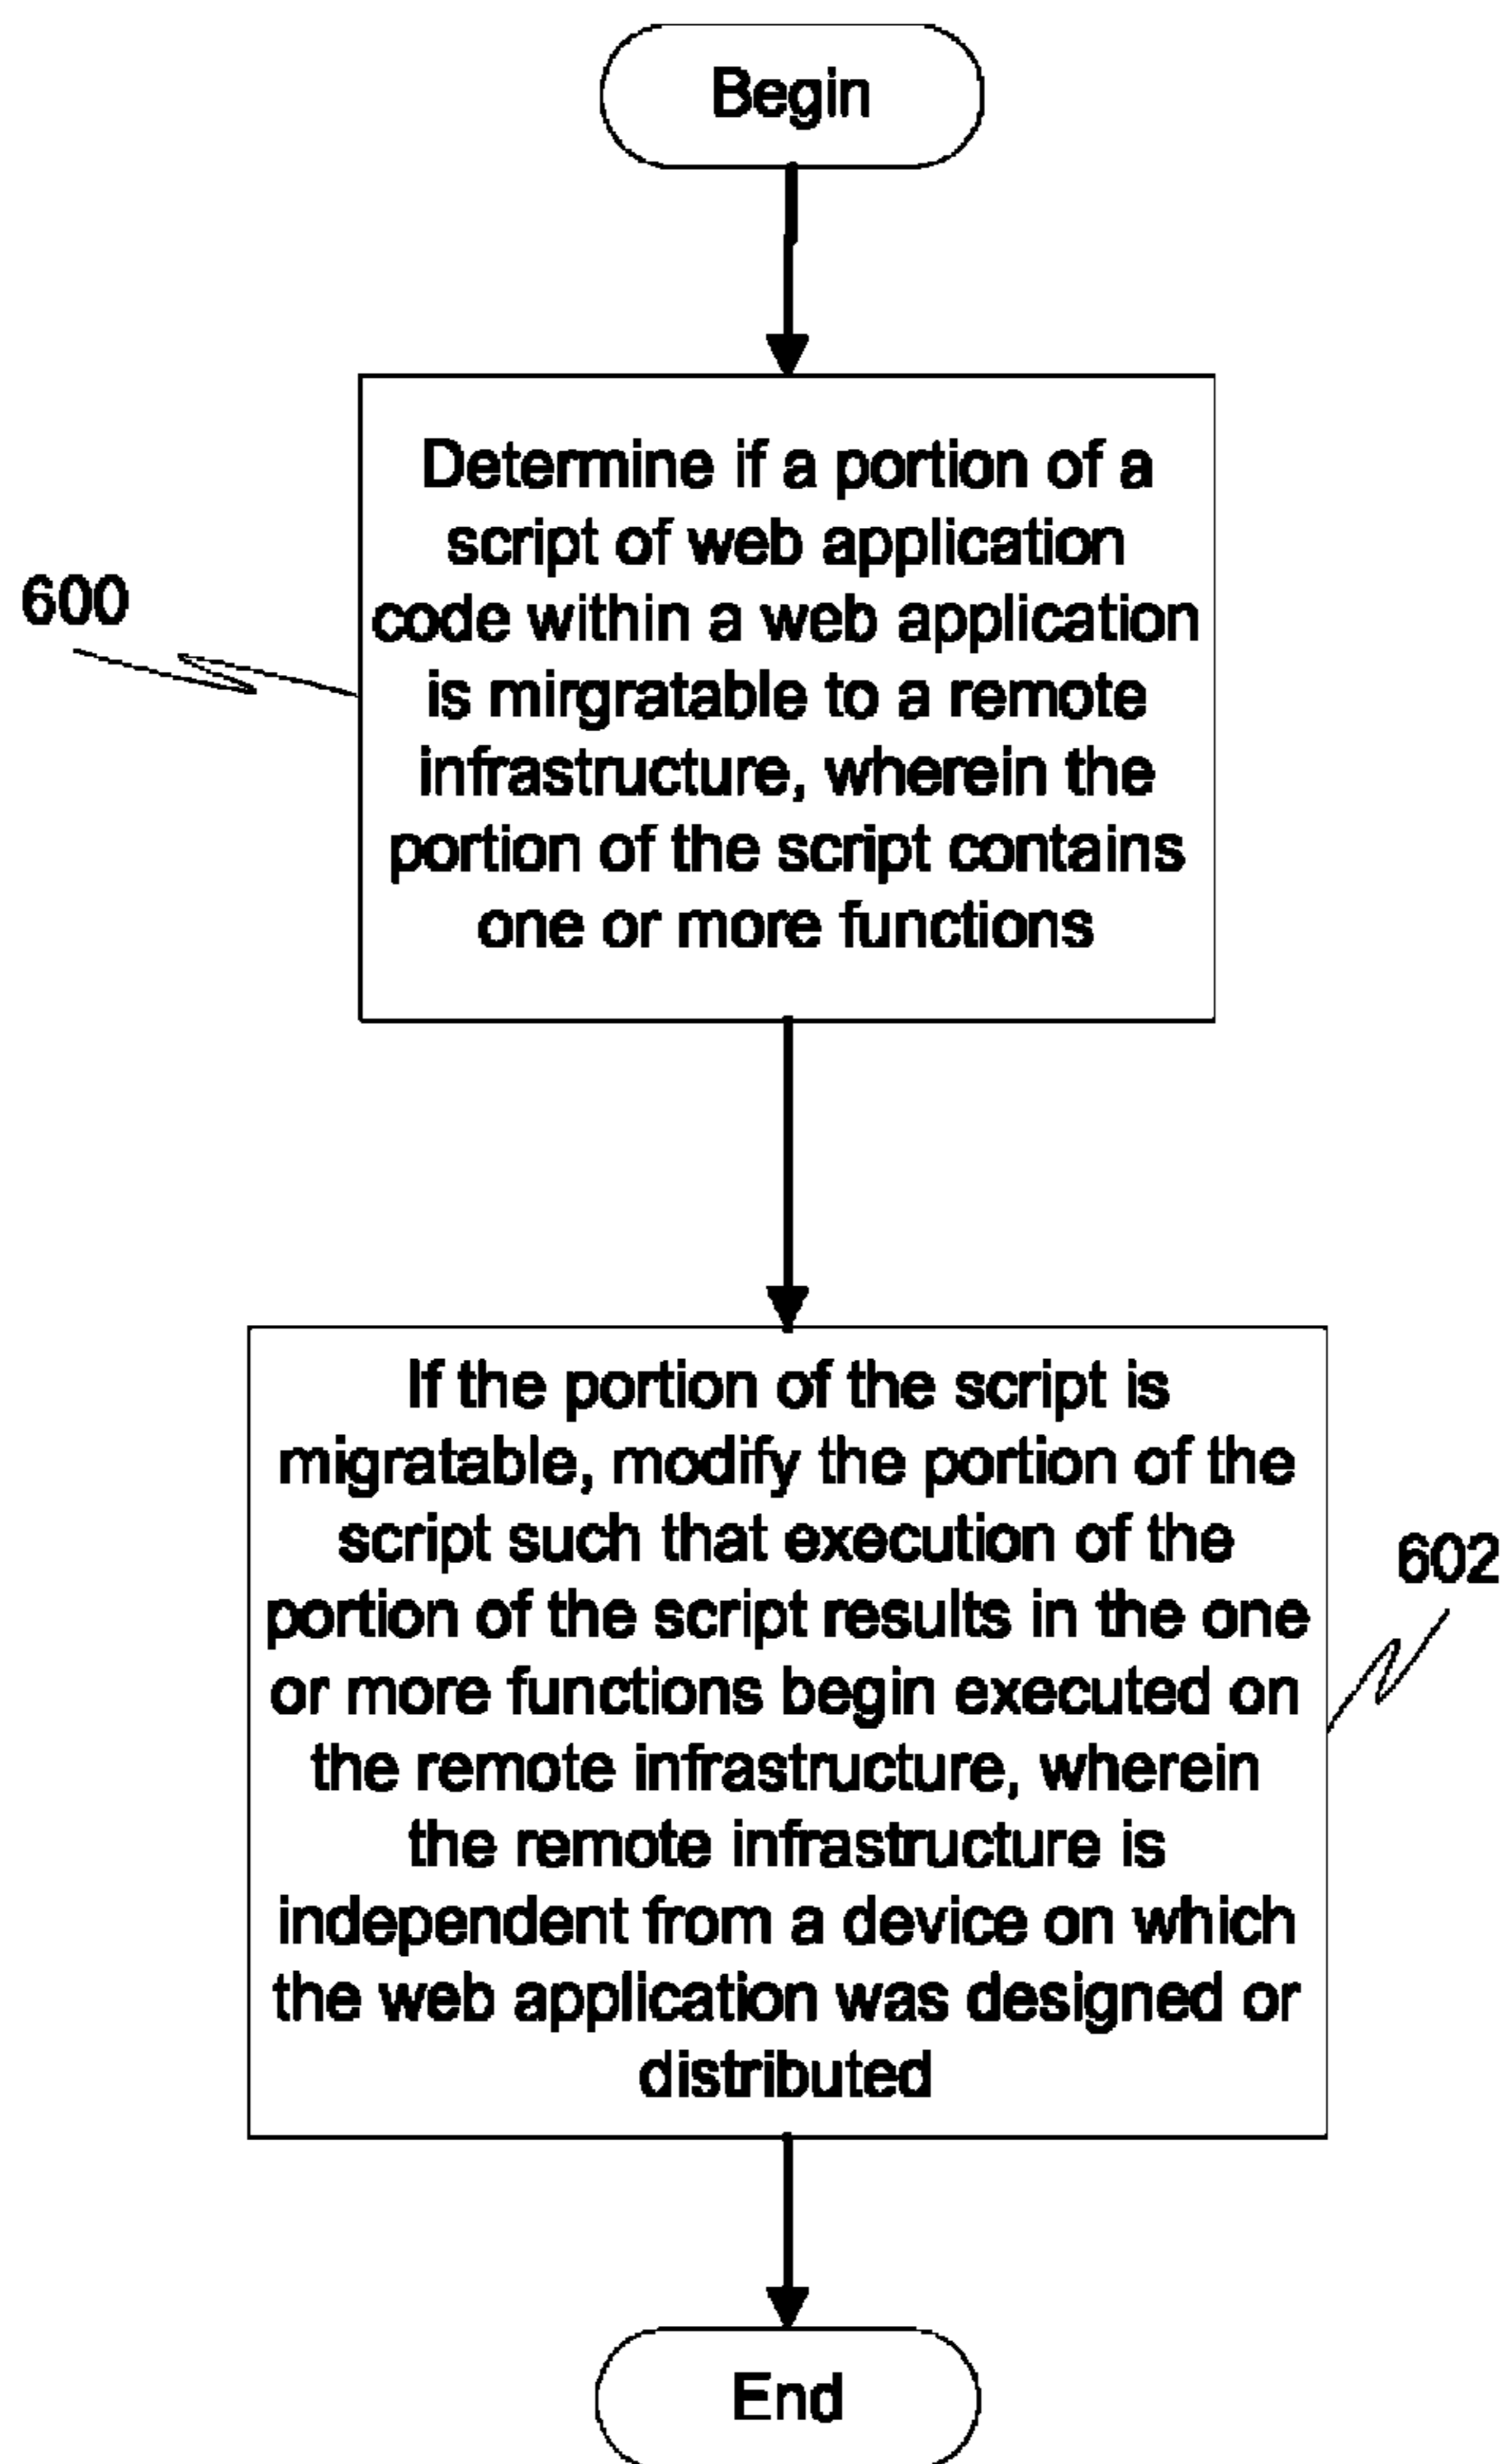 Begin
Determine if a portion of a
script of web application
code within a web application
is mirgratable to a remote
infrastructure, wherein the
portion of the script contains
one or more functions
600
If the portion of the script is
migratable, modify the portion of the
script such that execution of the
portion of the script results in the one
or more functions begin executed on
the remote infrastructure, wherein
the remote infrastructure is
independent from a device on which
the web application was designed or
distributed
602
End